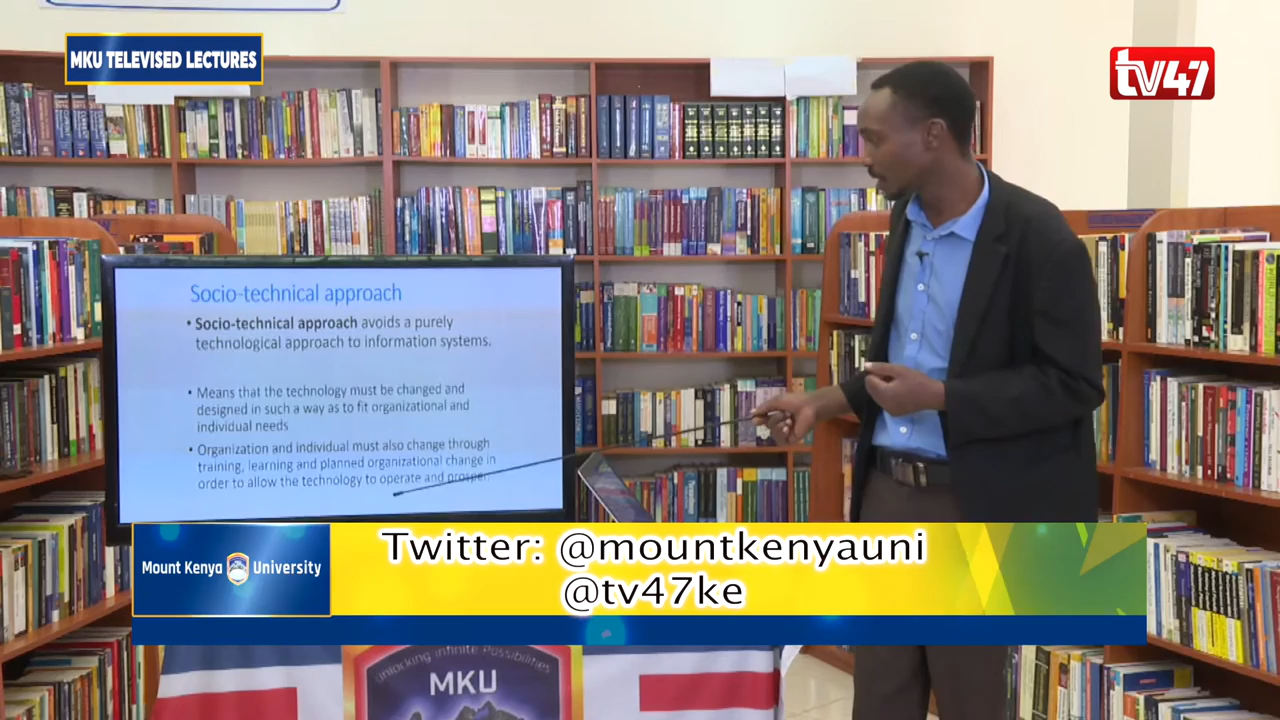 MKU TELEVISED LECTURES
tv47
Socio-technical approach
• Socio-technical approach avoids a purely
technological approach to information systems.
• Means that the technology must be changed and
designed in such a way as to fit organizational and
individual needs
• Organization and individual must also change through
training, learning and planned organizational change in
order to allow the technology to operate and prosper.
Mount Kenya University
Twitter: @mountkenyauni
@tv47ke
Unlocking Infinite Possibilities
MKU